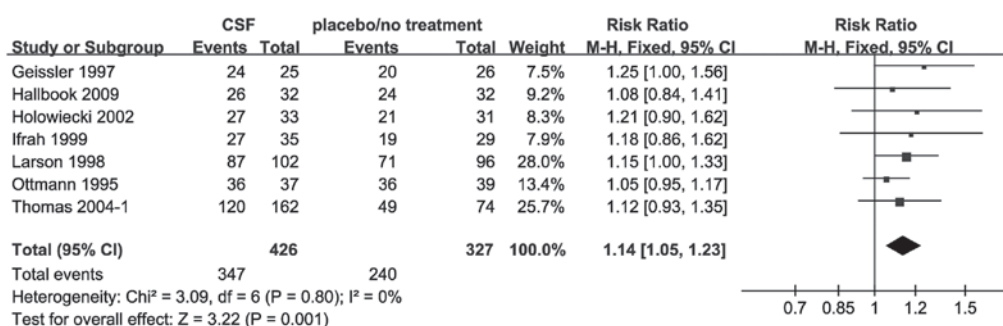 CSF placebo/no treatment Risk Ratio Risk Ratio
Study or Subgroup Events Total Events Total Weight M-H, Fixed, 95% CI M-H, Fixed, 95% CI
Geissler 1997 24 25 20 26 7.5% 1.25 [1.00, 1.56]
Hallbook 2009 26 32 24 32 9.2% 1.08 [0.84, 1.41]
Holowiecki 2002 27 33 21 31 8.3% 1.21 [0.90, 1.62]
Ifrah 1999 27 35 19 29 7.9% 1.18 [0.86, 1.62]
Larson 1998 87 102 71 96 28.0% 1.15 [1.00, 1.33]
Ottmann 1995 36 37 36 39 13.4% 1.05 [0.95, 1.17]
Thomas 2004-1 120 162 49 74 25.7% 1.12 [0.93, 1.35]
Total (95% CI) 426 327 100.0% 1.14 [1.05, 1.23]
Total events 347 240
Heterogeneity: Chi² = 3.09, df = 6 (P = 0.80); I² = 0%
Test for overall effect: Z = 3.22 (P = 0.001)
0.7 0.85 1 1.2 1.5